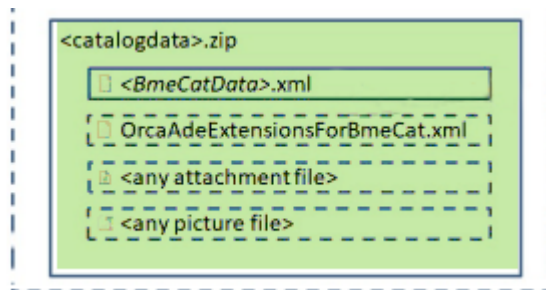 <catalogdata>.zip
<BmeCatData>.xml
OrcaAdeExtensionsForBmeCat.xml
<any attachment file>
<any picture file>